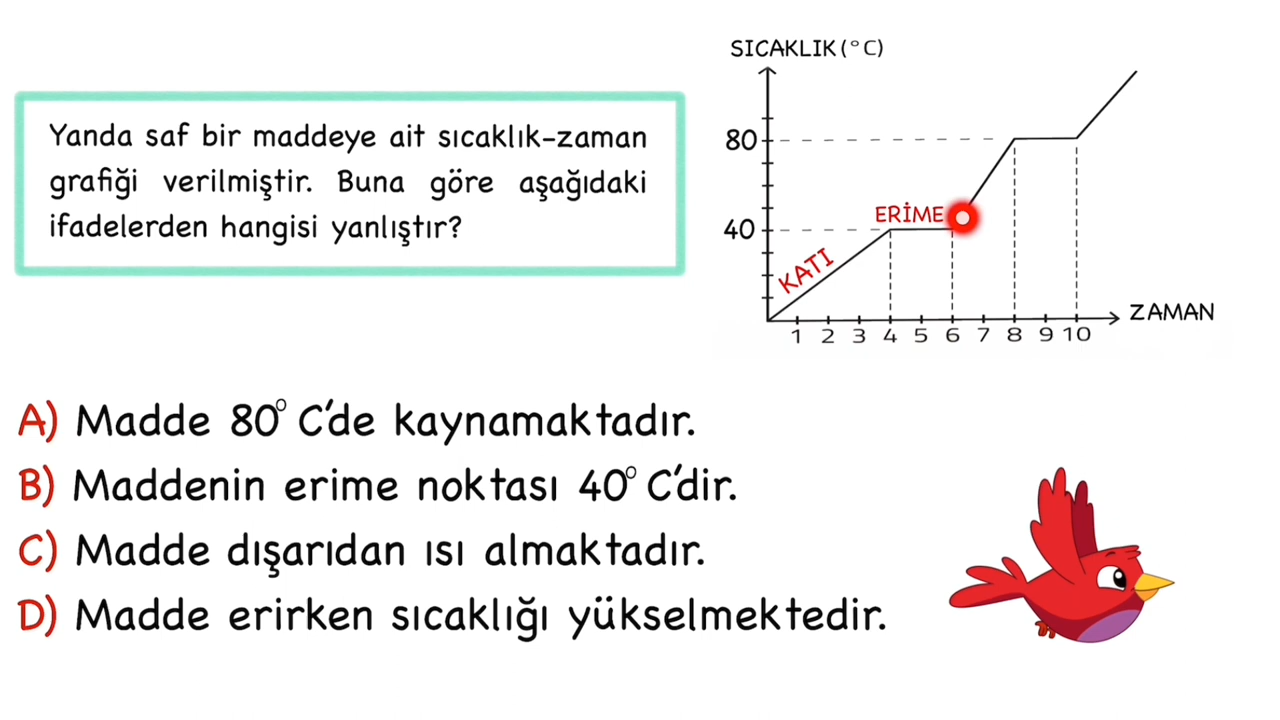 Yanda saf bir maddeye ait sıcaklık-zaman
grafiği verilmiştir. Buna göre aşağıdaki
ifadelerden hangisi yanlıştır?
SICAKLIK (°C)
80
40
ERİME
KATI
ZAMAN
1 2 3 4 5 6 7 8 9 10
A) Madde 80° C'de kaynamaktadır.
B) Maddenin erime noktası 40° C'dir.
C) Madde dışarıdan ısı almaktadır.
D) Madde erirken sıcaklığı yükselmektedir.